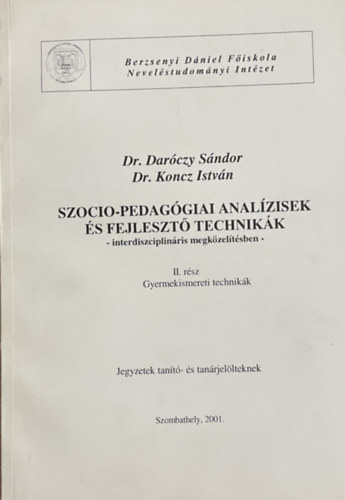 Berzsenyi Dániel Főiskola
Neveléstudományi Intézet
Dr. Daróczy Sándor
Dr. Koncz István
SZOCIO-PEDAGÓGIAI ANALÍZISEK
ÉS FEJLESZTŐ TECHNIKÁK
- interdiszciplináris megközelítésben -
II. rész
Gyermekismereti technikák
Jegyzetek tanító- és tanárjelölteknek
Szombathely, 2001.